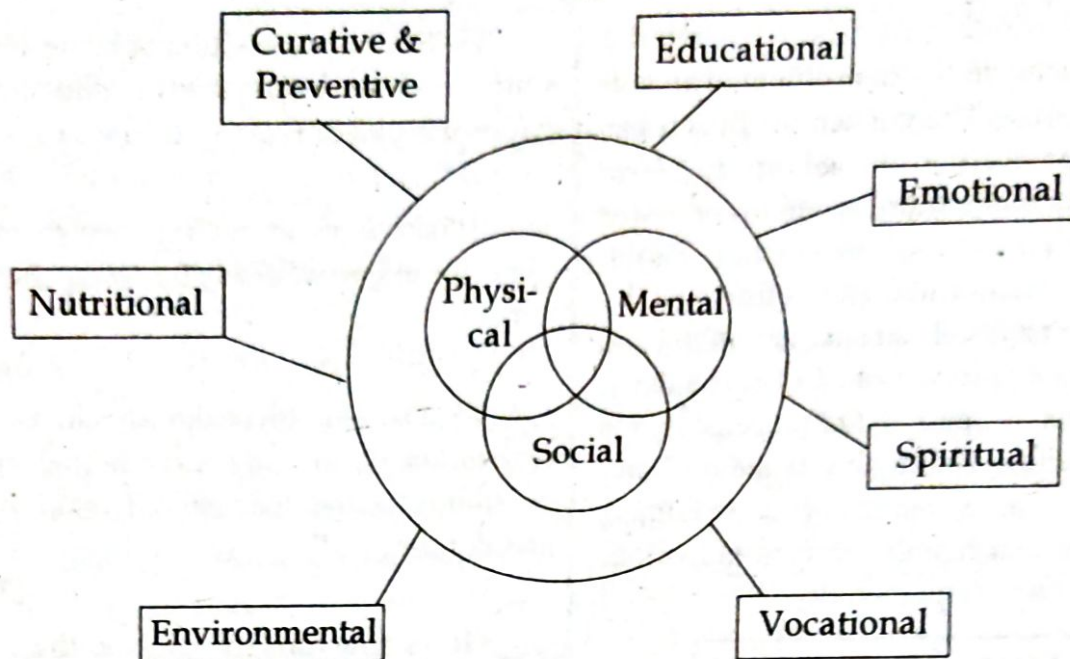 Curative &
Preventive
Educational
Emotional
Nutritional
Physi-
cal
Mental
Social
Spiritual
Environmental
Vocational